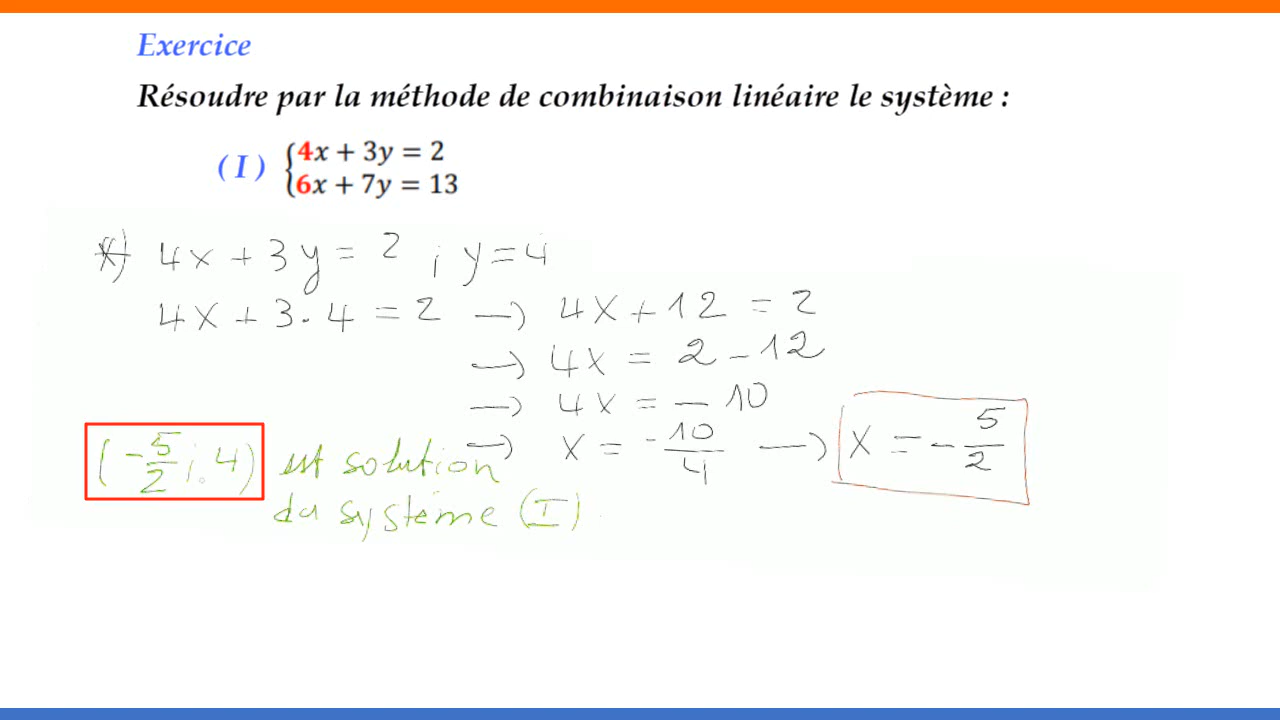 Exercice
Résoudre par la méthode de combinaison linéaire le système :
( I ) {4x + 3y = 2
6x + 7y = 13
*) 4x + 3y = 2 ; y = 4
4x + 3 . 4 = 2 → 4x + 12 = 2
→ 4x = 2 - 12
→ 4x = - 10
→ x = -10/4 → x = -5/2
(-5/2 ; 4) est solution
du système (I).